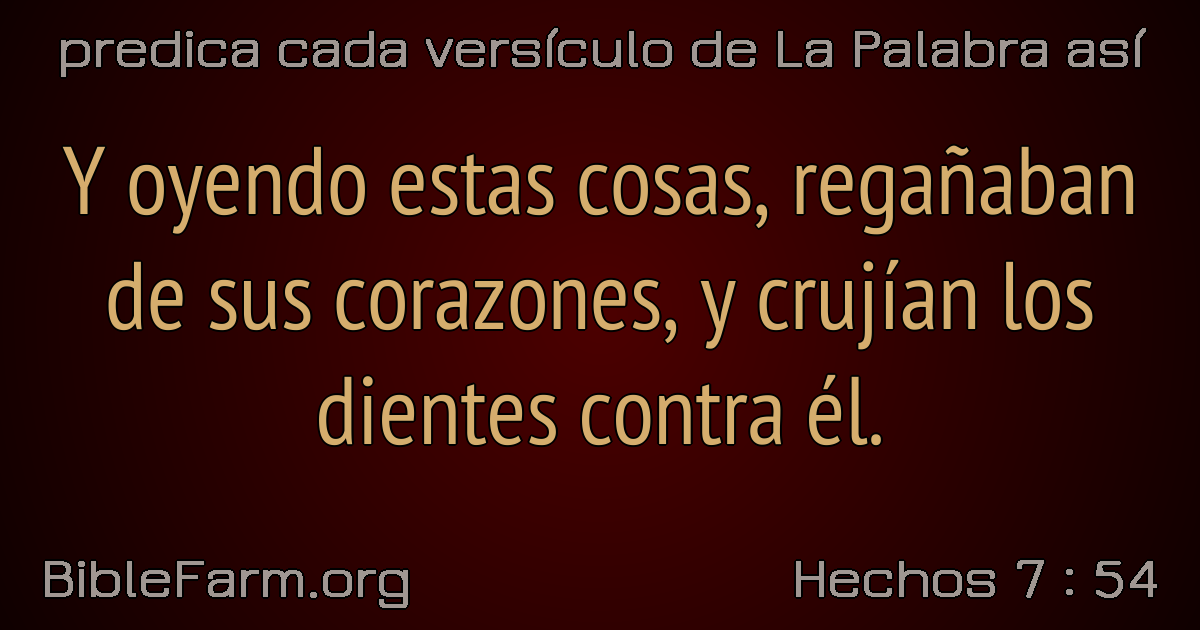 predica cada versículo de La Palabra así
Y oyendo estas cosas, regañaban
de sus corazones, y crujían los
dientes contra él.
BibleFarm.org
Hechos 7 : 54